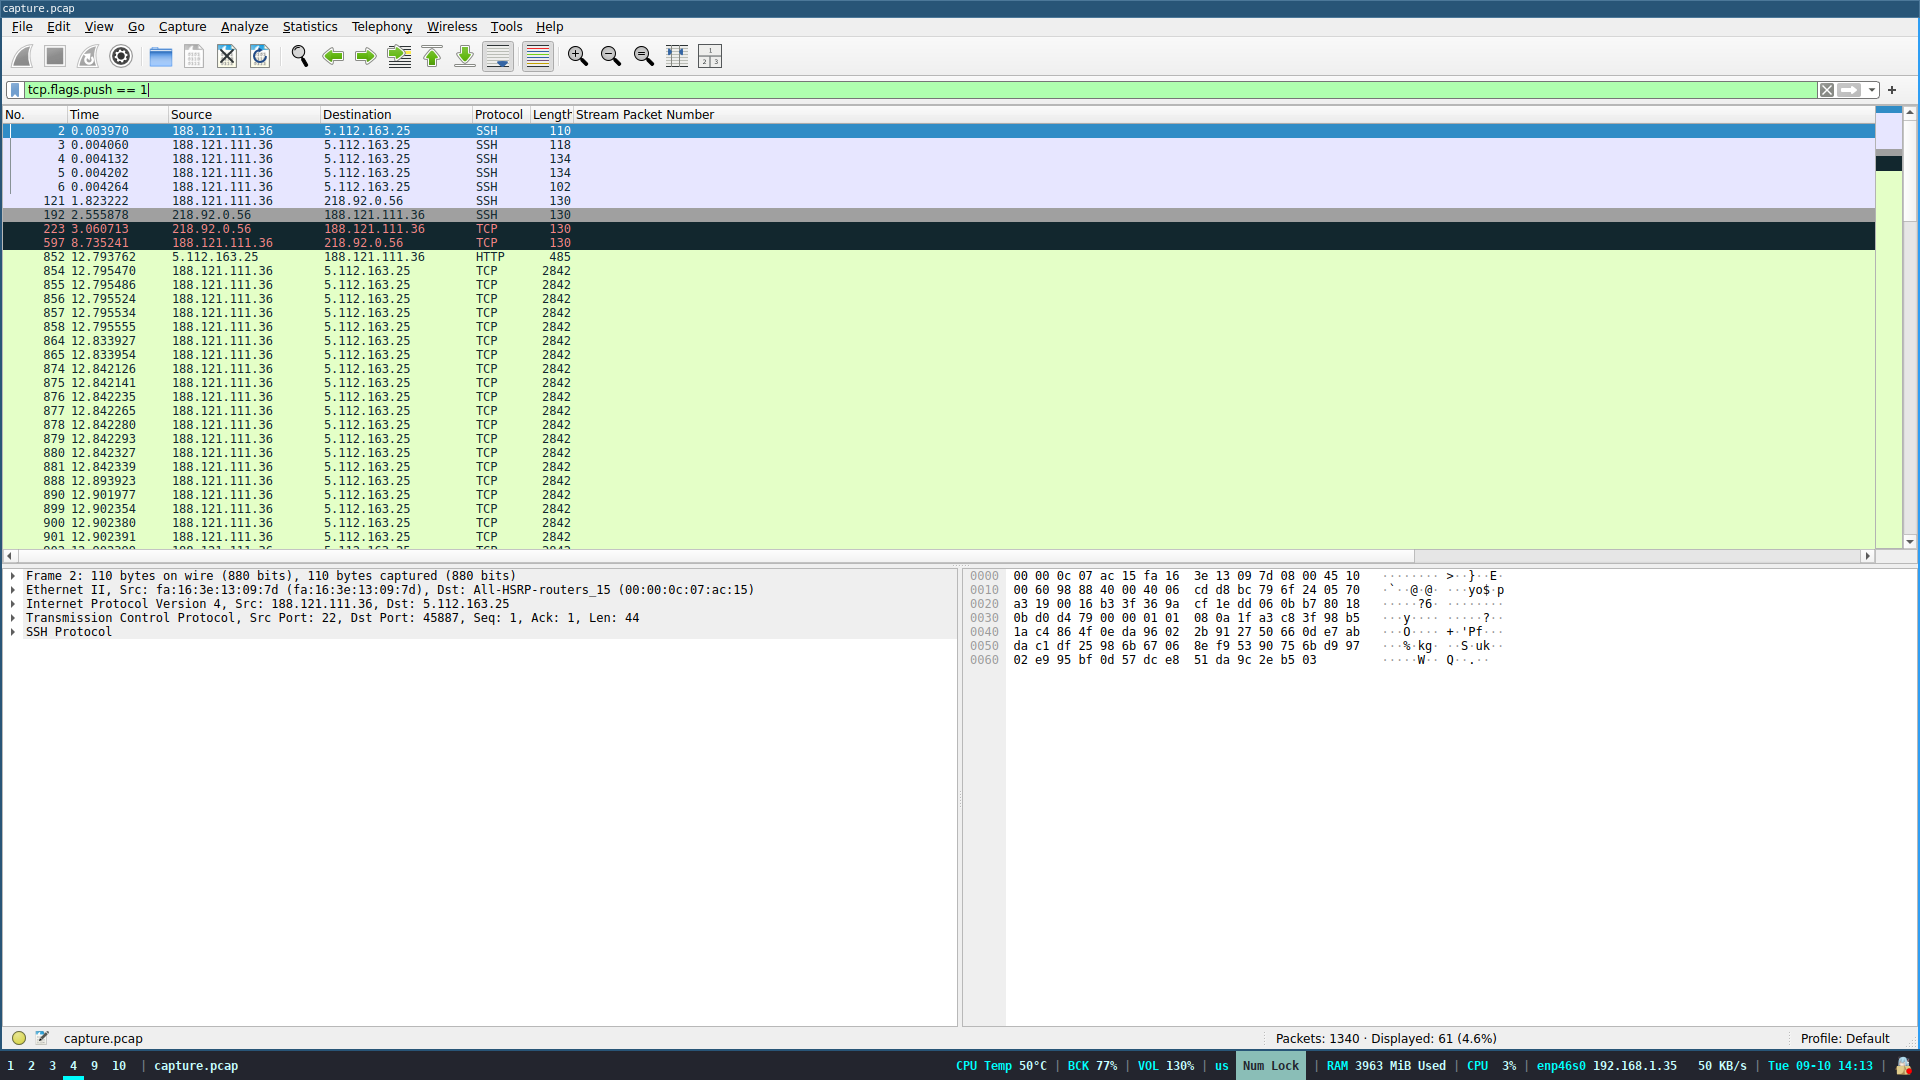 capture.pcap
File Edit View Go Capture Analyze Statistics Telephony Wireless Tools Help
tcp.flags.push == 1
No. Time Source Destination Protocol Length Stream Packet Number
2 0.003970 188.121.111.36 5.112.163.25 SSH 110
3 0.004060 188.121.111.36 5.112.163.25 SSH 118
4 0.004132 188.121.111.36 5.112.163.25 SSH 134
5 0.004202 188.121.111.36 5.112.163.25 SSH 134
6 0.004264 188.121.111.36 5.112.163.25 SSH 102
121 1.823222 188.121.111.36 218.92.0.56 SSH 130
192 2.555878 218.92.0.56 188.121.111.36 SSH 130
223 3.060713 218.92.0.56 188.121.111.36 TCP 130
597 8.735241 188.121.111.36 218.92.0.56 TCP 130
852 12.793762 5.112.163.25 188.121.111.36 HTTP 485
854 12.795470 188.121.111.36 5.112.163.25 TCP 2842
855 12.795486 188.121.111.36 5.112.163.25 TCP 2842
856 12.795524 188.121.111.36 5.112.163.25 TCP 2842
857 12.795534 188.121.111.36 5.112.163.25 TCP 2842
858 12.795555 188.121.111.36 5.112.163.25 TCP 2842
864 12.833927 188.121.111.36 5.112.163.25 TCP 2842
865 12.833954 188.121.111.36 5.112.163.25 TCP 2842
874 12.842126 188.121.111.36 5.112.163.25 TCP 2842
875 12.842141 188.121.111.36 5.112.163.25 TCP 2842
876 12.842235 188.121.111.36 5.112.163.25 TCP 2842
877 12.842265 188.121.111.36 5.112.163.25 TCP 2842
878 12.842280 188.121.111.36 5.112.163.25 TCP 2842
879 12.842293 188.121.111.36 5.112.163.25 TCP 2842
880 12.842327 188.121.111.36 5.112.163.25 TCP 2842
881 12.842339 188.121.111.36 5.112.163.25 TCP 2842
888 12.893923 188.121.111.36 5.112.163.25 TCP 2842
890 12.901977 188.121.111.36 5.112.163.25 TCP 2842
899 12.902354 188.121.111.36 5.112.163.25 TCP 2842
900 12.902380 188.121.111.36 5.112.163.25 TCP 2842
901 12.902391 188.121.111.36 5.112.163.25 TCP 2842
Frame 2: 110 bytes on wire (880 bits), 110 bytes captured (880 bits)
Ethernet II, Src: fa:16:3e:13:09:7d (fa:16:3e:13:09:7d), Dst: All-HSRP-routers_15 (00:00:0c:07:ac:15)
Internet Protocol Version 4, Src: 188.121.111.36, Dst: 5.112.163.25
Transmission Control Protocol, Src Port: 22, Dst Port: 45887, Seq: 1, Ack: 1, Len: 44
SSH Protocol
0000 00 00 0c 07 ac 15 fa 16 3e 13 09 7d 08 00 45 10 ········ >··}··E·
0010 00 60 98 88 40 00 40 06 cd d8 bc 79 6f 24 05 70 ·`··@·@· ···yo$·p
0020 a3 19 00 16 b3 3f 36 9a cf 1e dd 06 0b b7 80 18 ·····?6· ········
0030 0b d0 d4 79 00 00 01 01 08 0a 1f a3 c8 3f 98 b5 ···y···· ·····?··
0040 1a c4 86 4f 0e da 96 02 2b 91 27 50 66 0d e7 ab ···O···· +·'Pf···
0050 da c1 df 25 98 6b 67 06 8e f9 53 90 75 6b d9 97 ···%·kg· ··S·uk··
0060 02 e9 95 bf 0d 57 dc e8 51 da 9c 2e b5 03 ·····W·· Q··.··
capture.pcap Packets: 1340 · Displayed: 61 (4.6%) Profile: Default
1 2 3 4 9 10 | capture.pcap CPU Temp 50°C | BCK 77% | VOL 130% | us Num Lock | RAM 3963 MiB Used | CPU 3% | enp46s0 192.168.1.35 50 KB/s | Tue 09-10 14:13 |